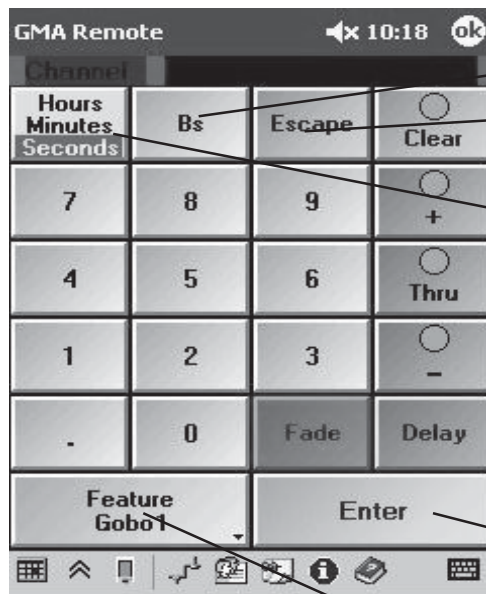 GMA Remote 10:18 ok
Channel
Hours
Minutes
Seconds
Bs
Escape
Clear
7
8
9
+
4
5
6
Thru
1
2
3
-
.
0
Fade
Delay
Feature
Gobo1
Enter